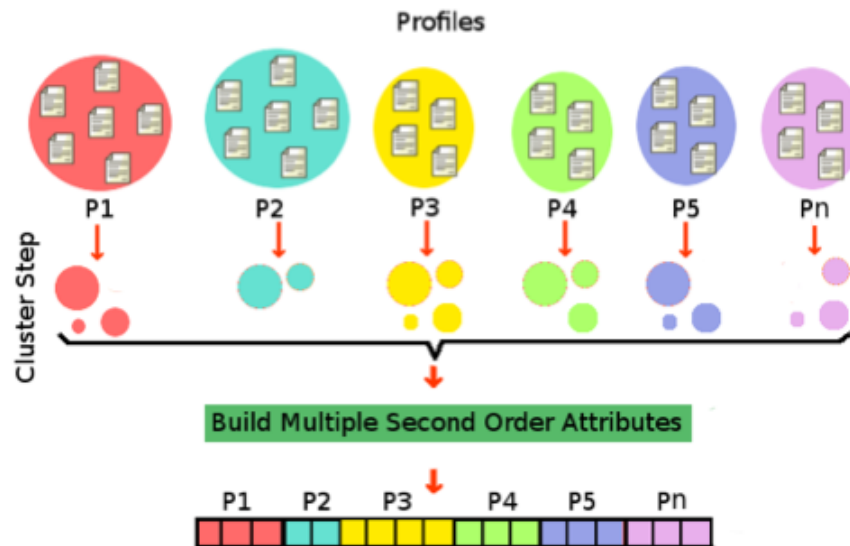 Profiles
P1 P2 P3 P4 P5 Pn
Cluster Step
Build Multiple Second Order Attributes
P1 P2 P3 P4 P5 Pn